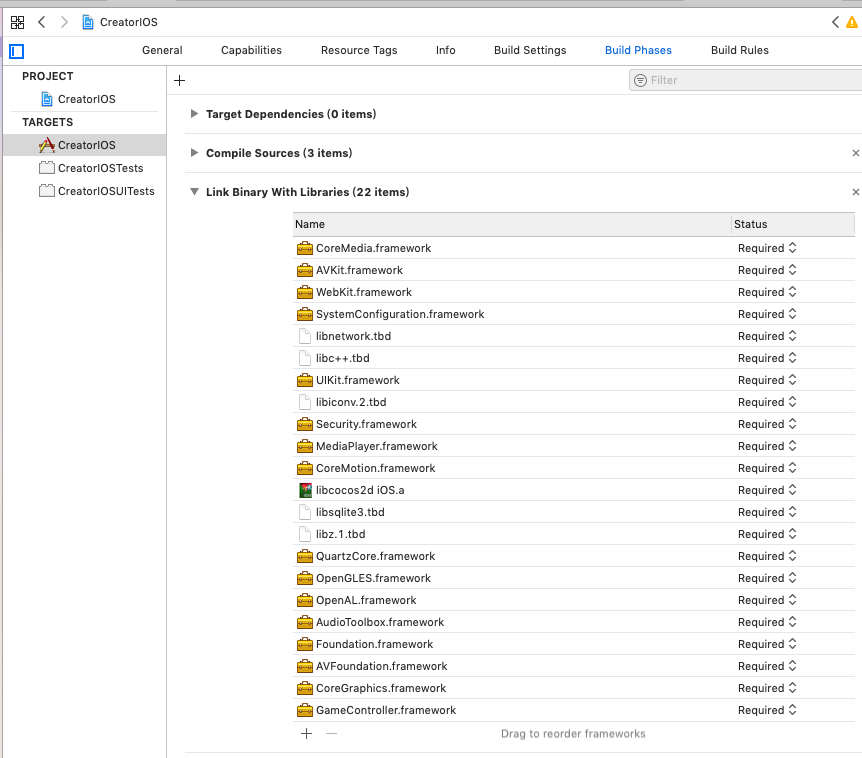 CreatorIOS
General Capabilities Resource Tags Info Build Settings Build Phases Build Rules
PROJECT
CreatorIOS
TARGETS
CreatorIOS
CreatorIOSTests
CreatorIOSUITests
Filter
Target Dependencies (0 items)
Compile Sources (3 items)
Link Binary With Libraries (22 items)
Name Status
CoreMedia.framework Required
AVKit.framework Required
WebKit.framework Required
SystemConfiguration.framework Required
libnetwork.tbd Required
libc++.tbd Required
UIKit.framework Required
libiconv.2.tbd Required
Security.framework Required
MediaPlayer.framework Required
CoreMotion.framework Required
libcocos2d iOS.a Required
libsqlite3.tbd Required
libz.1.tbd Required
QuartzCore.framework Required
OpenGLES.framework Required
OpenAL.framework Required
AudioToolbox.framework Required
Foundation.framework Required
AVFoundation.framework Required
CoreGraphics.framework Required
GameController.framework Required
Drag to reorder frameworks